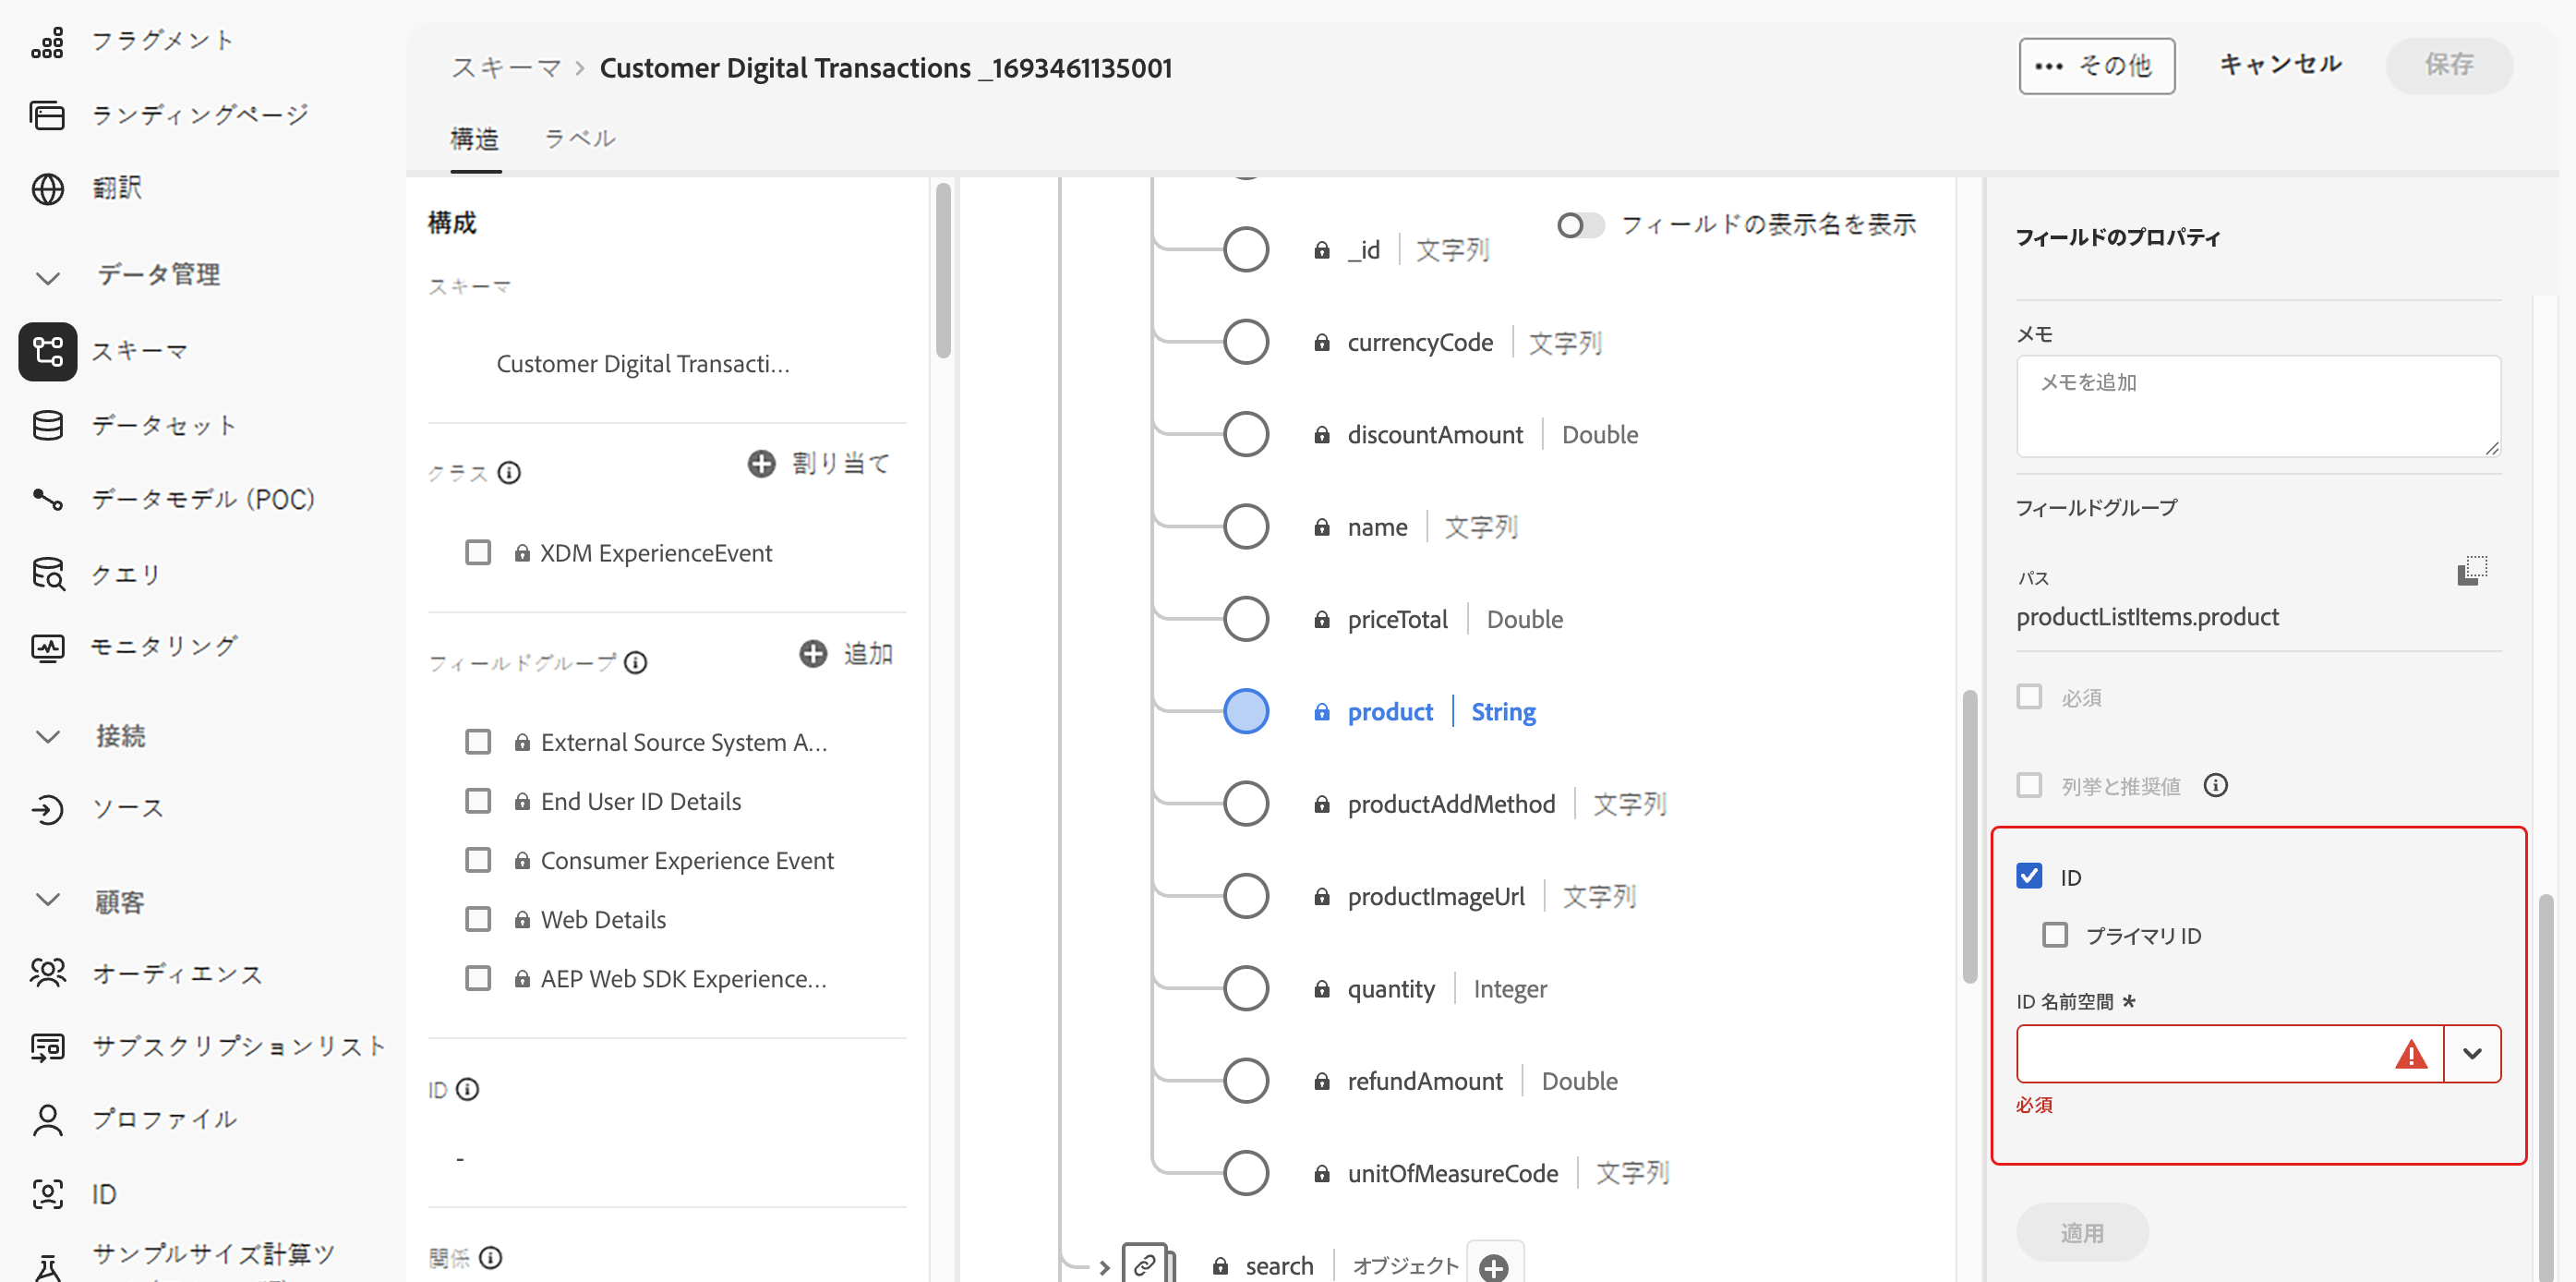 フラグメント
ランディングページ
翻訳
データ管理
スキーマ
データセット
データモデル (POC)
クエリ
モニタリング
接続
ソース
顧客
オーディエンス
サブスクリプションリスト
プロファイル
ID
サンプルサイズ計算ツ
スキーマ › Customer Digital Transactions _1693461135001
••• その他
キャンセル
保存
構造
ラベル
構成
スキーマ
Customer Digital Transacti...
クラス
割り当て
XDM ExperienceEvent
フィールドグループ
追加
External Source System A...
End User ID Details
Consumer Experience Event
Web Details
AEP Web SDK Experience...
ID
-
関係
フィールドの表示名を表示
_id | 文字列
currencyCode | 文字列
discountAmount | Double
name | 文字列
priceTotal | Double
product | String
productAddMethod | 文字列
productImageUrl | 文字列
quantity | Integer
refundAmount | Double
unitOfMeasureCode | 文字列
search | オブジェクト
フィールドのプロパティ
メモ
メモを追加
フィールドグループ
パス
productListItems.product
必須
列挙と推奨値
ID
プライマリ ID
ID 名前空間 *
必須
適用